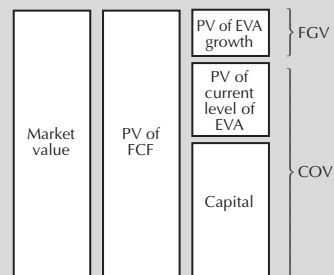 PV of EVA
growth
FGV
PV of
current
level of
EVA
Market
value
PV of
FCF
COV
Capital